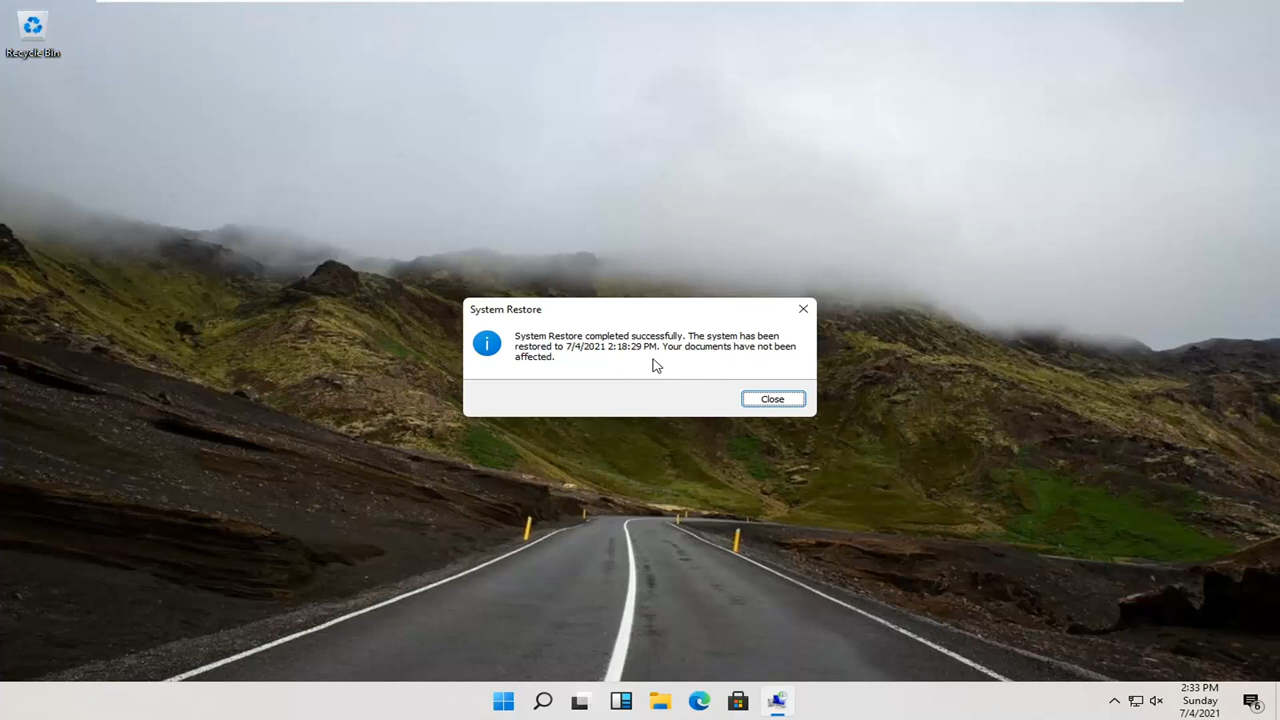 Recycle Bin
System Restore
System Restore completed successfully. The system has been
restored to 7/4/2021 2:18:29 PM. Your documents have not been
affected.
Close
2:33 PM
Sunday
7/4/2021
6